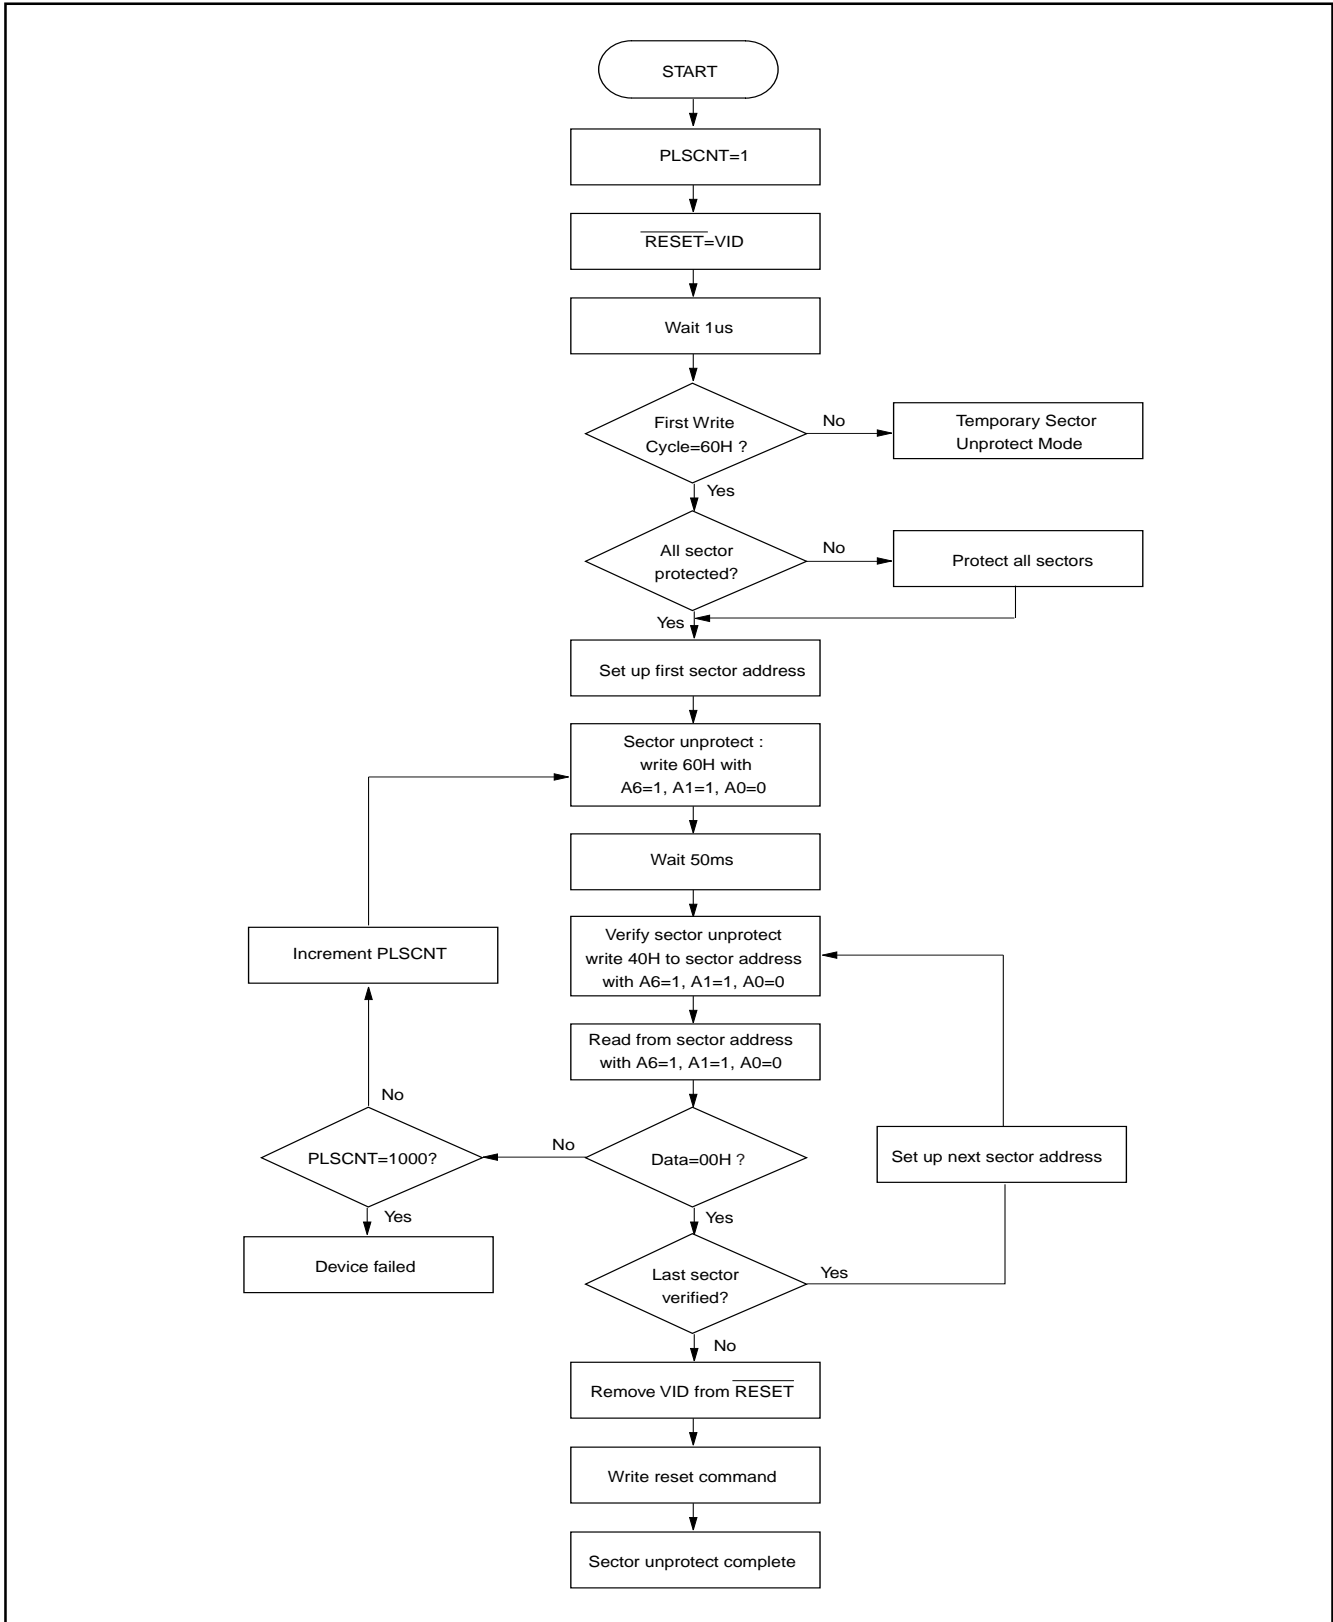 START
PLSCNT=1
RESET=VID
Wait 1us
First Write
Cycle=60H ?
No
Temporary Sector
Unprotect Mode
Yes
All sector
protected?
No
Protect all sectors
Yes
Set up first sector address
Sector unprotect :
write 60H with
A6=1, A1=1, A0=0
Wait 50ms
Increment PLSCNT
Verify sector unprotect
write 40H to sector address
with A6=1, A1=1, A0=0
Read from sector address
with A6=1, A1=1, A0=0
No
PLSCNT=1000?
No
Data=00H ?
Set up next sector address
Yes
Yes
Device failed
Last sector
verified?
Yes
No
Remove VID from RESET
Write reset command
Sector unprotect complete